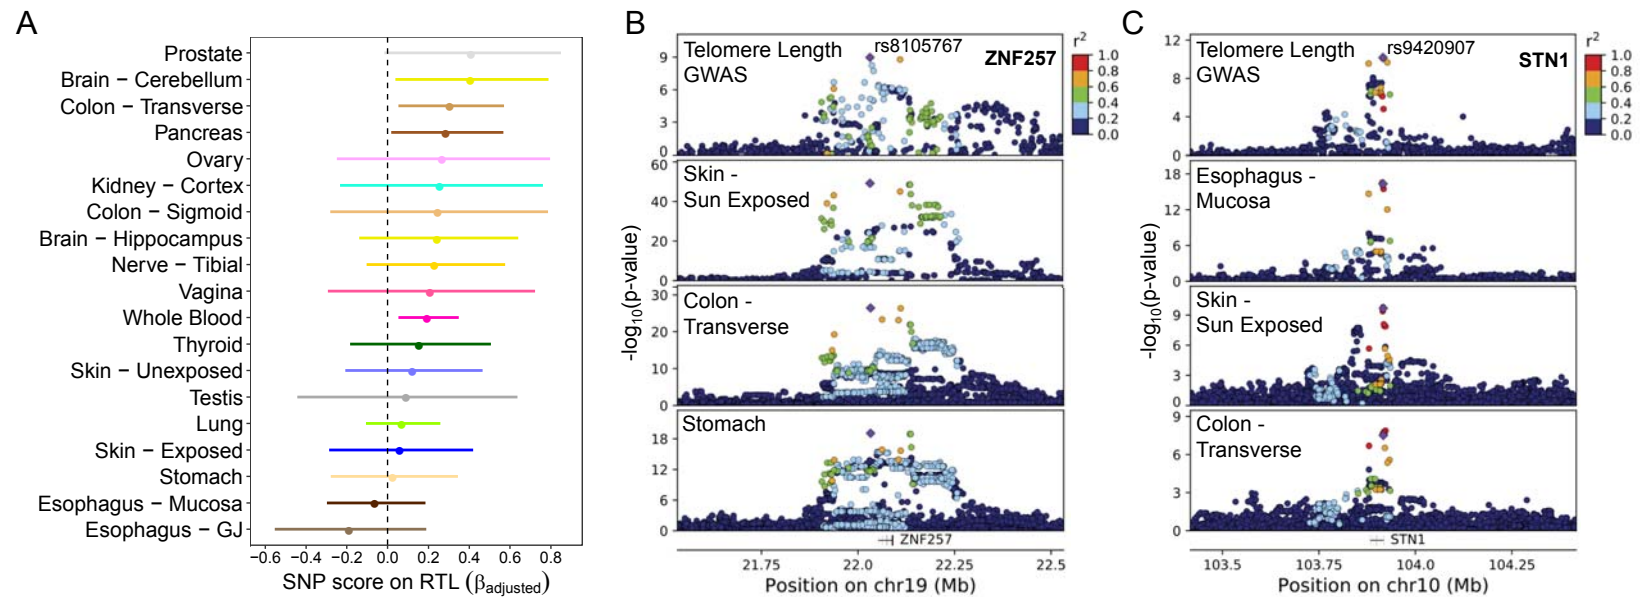 A
Prostate
Brain − Cerebellum
Colon − Transverse
Pancreas
Ovary
Kidney − Cortex
Colon − Sigmoid
Brain − Hippocampus
Nerve − Tibial
Vagina
Whole Blood
Thyroid
Skin − Unexposed
Testis
Lung
Skin − Exposed
Stomach
Esophagus − Mucosa
Esophagus − GJ
−0.6 −0.4 −0.2 0.0 0.2 0.4 0.6 0.8
SNP score on RTL (βadjusted)
B
Telomere Length
GWAS
rs8105767
ZNF257
r²
1.0
0.8
0.6
0.4
0.2
0.0
9
6
3
0
Skin -
Sun Exposed
60
40
20
0
Colon -
Transverse
30
20
10
0
Stomach
18
12
6
0
-log10(p-value)
ZNF257
21.75 22.0 22.25 22.5
Position on chr19 (Mb)
C
Telomere Length
GWAS
rs9420907
STN1
r²
1.0
0.8
0.6
0.4
0.2
0.0
12
8
4
0
Esophagus -
Mucosa
18
12
6
0
Skin -
Sun Exposed
9
6
3
0
Colon -
Transverse
9
6
3
0
-log10(p-value)
STN1
103.5 103.75 104.0 104.25
Position on chr10 (Mb)